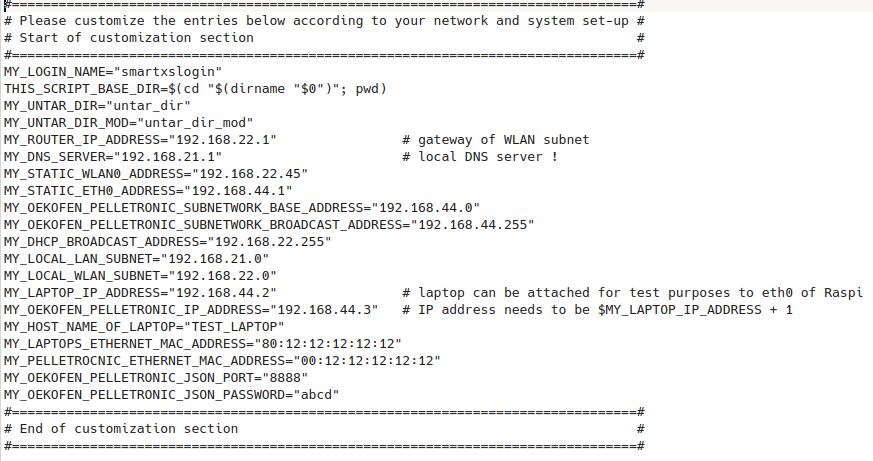 #================================================================================#
# Please customize the entries below according to your network and system set-up #
# Start of customization section                                                 #
#================================================================================#
MY_LOGIN_NAME="smartxslogin"
THIS_SCRIPT_BASE_DIR=$(cd "$(dirname "$0")"; pwd)
MY_UNTAR_DIR="untar_dir"
MY_UNTAR_DIR_MOD="untar_dir_mod"
MY_ROUTER_IP_ADDRESS="192.168.22.1"                # gateway of WLAN subnet
MY_DNS_SERVER="192.168.21.1"                       # local DNS server !
MY_STATIC_WLAN0_ADDRESS="192.168.22.45"
MY_STATIC_ETH0_ADDRESS="192.168.44.1"
MY_OEKOFEN_PELLETRONIC_SUBNETWORK_BASE_ADDRESS="192.168.44.0"
MY_OEKOFEN_PELLETRONIC_SUBNETWORK_BROADCAST_ADDRESS="192.168.44.255"
MY_DHCP_BROADCAST_ADDRESS="192.168.22.255"
MY_LOCAL_LAN_SUBNET="192.168.21.0"
MY_LOCAL_WLAN_SUBNET="192.168.22.0"
MY_LAPTOP_IP_ADDRESS="192.168.44.2"                # laptop can be attached for test purposes to eth0 of Raspi
MY_OEKOFEN_PELLETRONIC_IP_ADDRESS="192.168.44.3"   # IP address needs to be $MY_LAPTOP_IP_ADDRESS + 1
MY_HOST_NAME_OF_LAPTOP="TEST_LAPTOP"
MY_LAPTOPS_ETHERNET_MAC_ADDRESS="80:12:12:12:12:12"
MY_PELLETROCNIC_ETHERNET_MAC_ADDRESS="00:12:12:12:12:12"
MY_OEKOFEN_PELLETRONIC_JSON_PORT="8888"
MY_OEKOFEN_PELLETRONIC_JSON_PASSWORD="abcd"
#================================================================================#
# End of customization section                                                   #
#================================================================================#